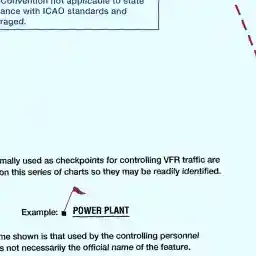 Convention not applicable to state
ance with ICAO standards and
raged.
mally used as checkpoints for controlling VFR traffic are
on this series of charts so they may be readily identified.
Example: POWER PLANT
me shown is that used by the controlling personnel
s not necessarily the official name of the feature.